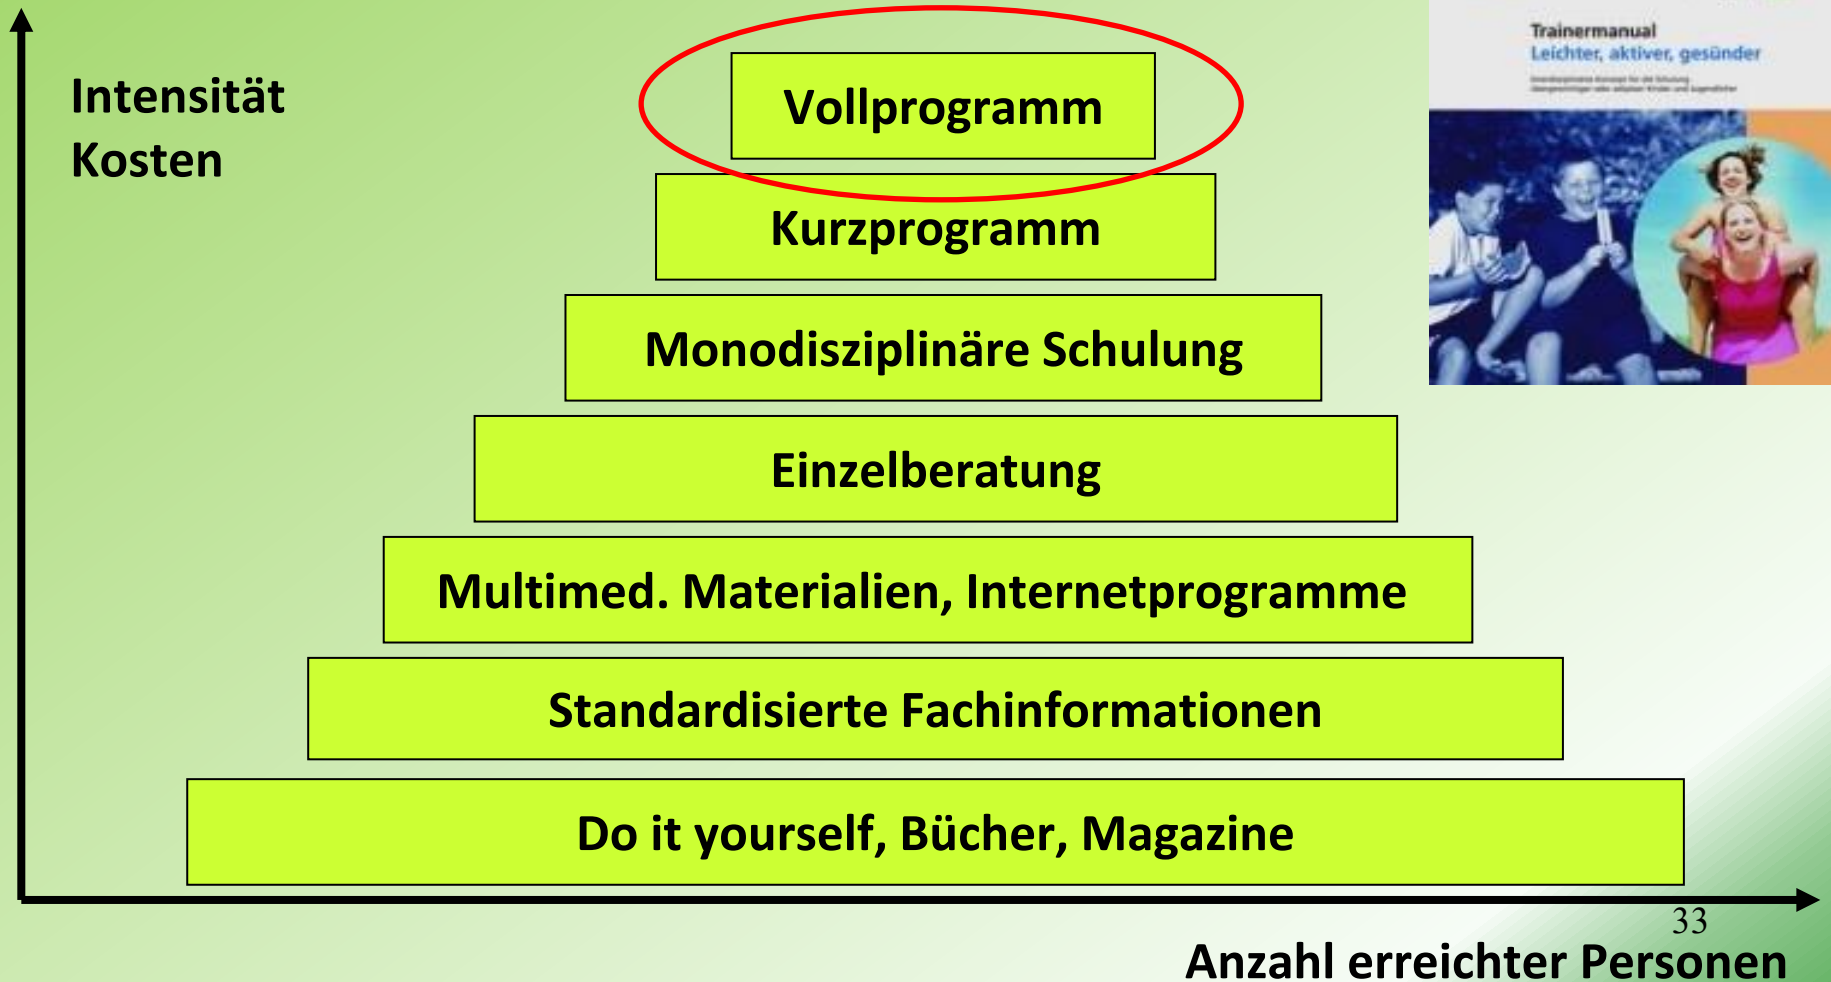 Intensität
Kosten
Trainermanual
Leichter, aktiver, gesünder
Vollprogramm
Kurzprogramm
Monodisziplinäre Schulung
Einzelberatung
Multimed. Materialien, Internetprogramme
Standardisierte Fachinformationen
Do it yourself, Bücher, Magazine
33
Anzahl erreichter Personen